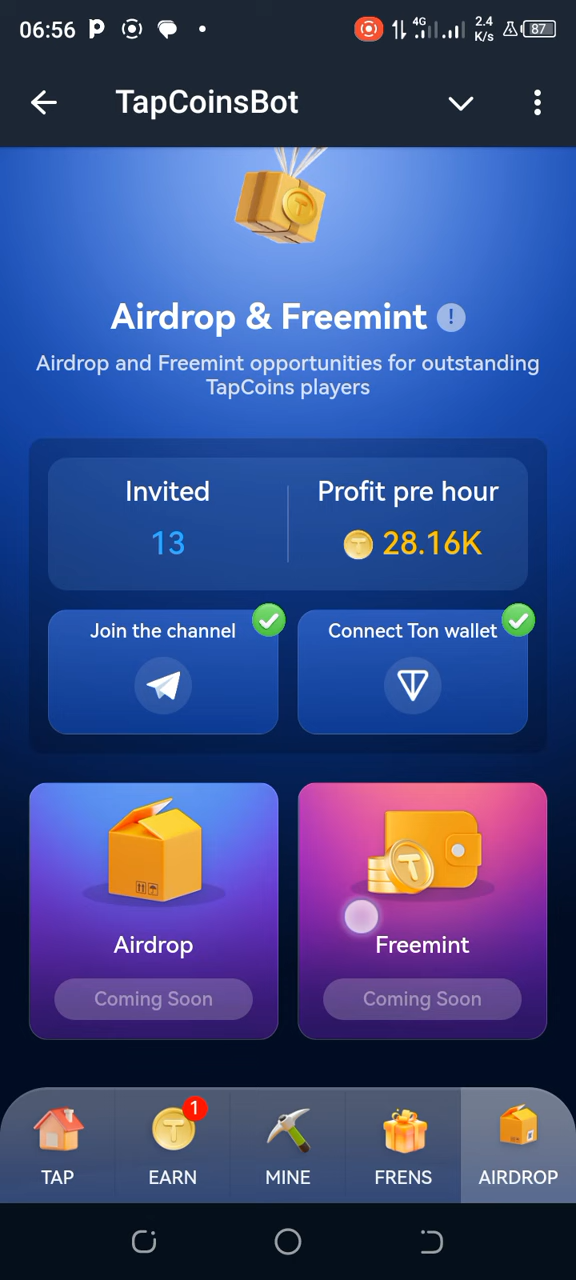 06:56
4G
2.4
K/s
87
TapCoinsBot
Airdrop & Freemint !
Airdrop and Freemint opportunities for outstanding
TapCoins players
Invited
13
Profit pre hour
28.16K
Join the channel
Connect Ton wallet
Airdrop
Coming Soon
Freemint
Coming Soon
1
TAP
EARN
MINE
FRENS
AIRDROP